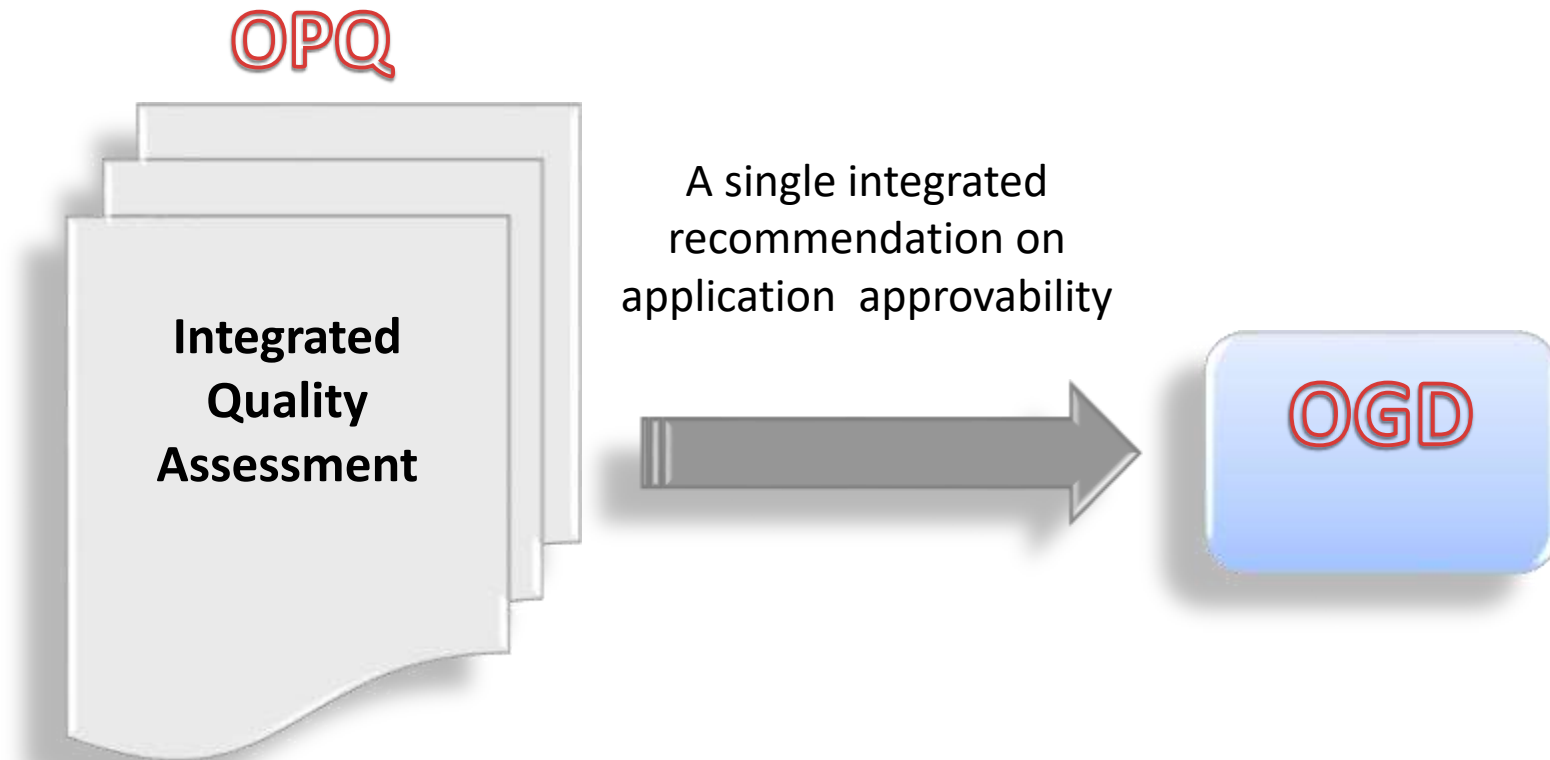 OPQ
Integrated
Quality
Assessment
A single integrated
recommendation on
application  approvability
OGD